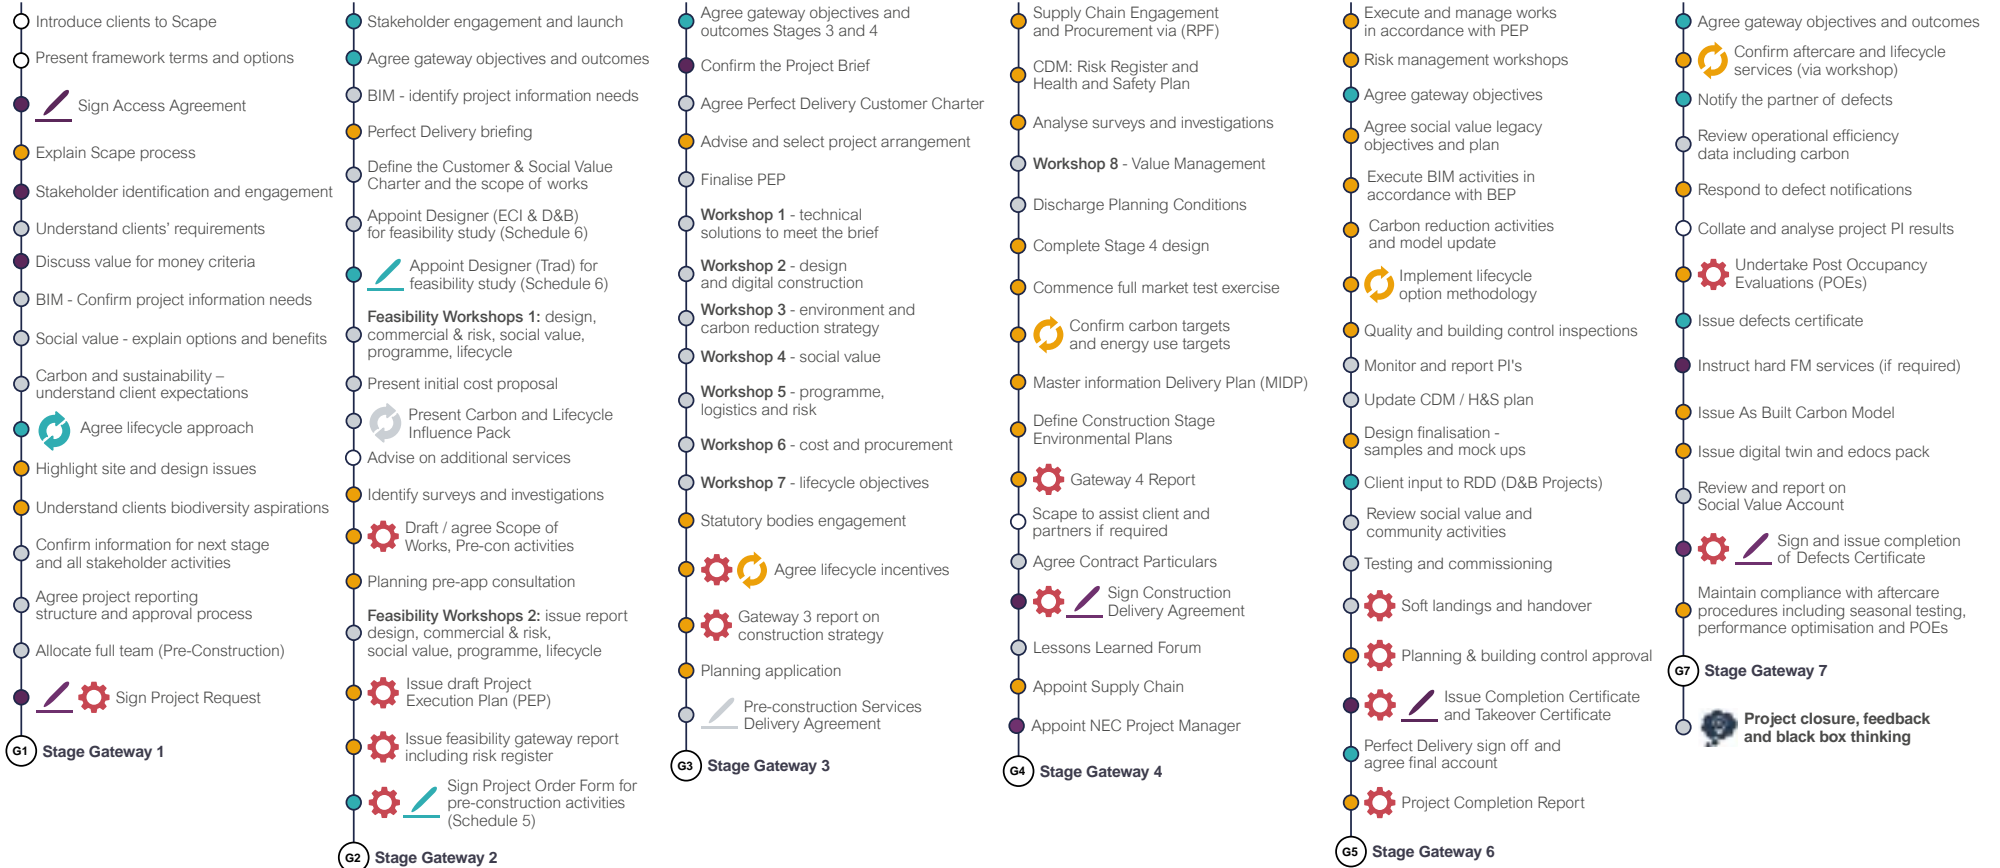 Introduce clients to Scape
Present framework terms and options
Sign Access Agreement
Explain Scape process
Stakeholder identification and engagement
Understand clients' requirements
Discuss value for money criteria
BIM - Confirm project information needs
Social value - explain options and benefits
Carbon and sustainability –
understand client expectations
Agree lifecycle approach
Highlight site and design issues
Understand clients biodiversity aspirations
Confirm information for next stage
and all stakeholder activities
Agree project reporting
structure and approval process
Allocate full team (Pre-Construction)
Sign Project Request
G1 Stage Gateway 1
Stakeholder engagement and launch
Agree gateway objectives and outcomes
BIM - identify project information needs
Perfect Delivery briefing
Define the Customer & Social Value
Charter and the scope of works
Appoint Designer (ECI & D&B)
for feasibility study (Schedule 6)
Appoint Designer (Trad) for
feasibility study (Schedule 6)
Feasibility Workshops 1: design,
commercial & risk, social value,
programme, lifecycle
Present initial cost proposal
Present Carbon and Lifecycle
Influence Pack
Advise on additional services
Identify surveys and investigations
Draft / agree Scope of
Works, Pre-con activities
Planning pre-app consultation
Feasibility Workshops 2: issue report
design, commercial & risk,
social value, programme, lifecycle
Issue draft Project
Execution Plan (PEP)
Issue feasibility gateway report
including risk register
Sign Project Order Form for
pre-construction activities
(Schedule 5)
G2 Stage Gateway 2
Agree gateway objectives and
outcomes Stages 3 and 4
Confirm the Project Brief
Agree Perfect Delivery Customer Charter
Advise and select project arrangement
Finalise PEP
Workshop 1 - technical
solutions to meet the brief
Workshop 2 - design
and digital construction
Workshop 3 - environment and
carbon reduction strategy
Workshop 4 - social value
Workshop 5 - programme,
logistics and risk
Workshop 6 - cost and procurement
Workshop 7 - lifecycle objectives
Statutory bodies engagement
Agree lifecycle incentives
Gateway 3 report on
construction strategy
Planning application
Pre-construction Services
Delivery Agreement
G3 Stage Gateway 3
Supply Chain Engagement
and Procurement via (RPF)
CDM: Risk Register and
Health and Safety Plan
Analyse surveys and investigations
Workshop 8 - Value Management
Discharge Planning Conditions
Complete Stage 4 design
Commence full market test exercise
Confirm carbon targets
and energy use targets
Master information Delivery Plan (MIDP)
Define Construction Stage
Environmental Plans
Gateway 4 Report
Scape to assist client and
partners if required
Agree Contract Particulars
Sign Construction
Delivery Agreement
Lessons Learned Forum
Appoint Supply Chain
Appoint NEC Project Manager
G4 Stage Gateway 4
Execute and manage works
in accordance with PEP
Risk management workshops
Agree gateway objectives
Agree social value legacy
objectives and plan
Execute BIM activities in
accordance with BEP
Carbon reduction activities
and model update
Implement lifecycle
option methodology
Quality and building control inspections
Monitor and report PI's
Update CDM / H&S plan
Design finalisation -
samples and mock ups
Client input to RDD (D&B Projects)
Review social value and
community activities
Testing and commissioning
Soft landings and handover
Planning & building control approval
Issue Completion Certificate
and Takeover Certificate
Perfect Delivery sign off and
agree final account
Project Completion Report
G5 Stage Gateway 6
Agree gateway objectives and outcomes
Confirm aftercare and lifecycle
services (via workshop)
Notify the partner of defects
Review operational efficiency
data including carbon
Respond to defect notifications
Collate and analyse project PI results
Undertake Post Occupancy
Evaluations (POEs)
Issue defects certificate
Instruct hard FM services (if required)
Issue As Built Carbon Model
Issue digital twin and edocs pack
Review and report on
Social Value Account
Sign and issue completion
of Defects Certificate
Maintain compliance with aftercare
procedures including seasonal testing,
performance optimisation and POEs
G7 Stage Gateway 7
Project closure, feedback
and black box thinking